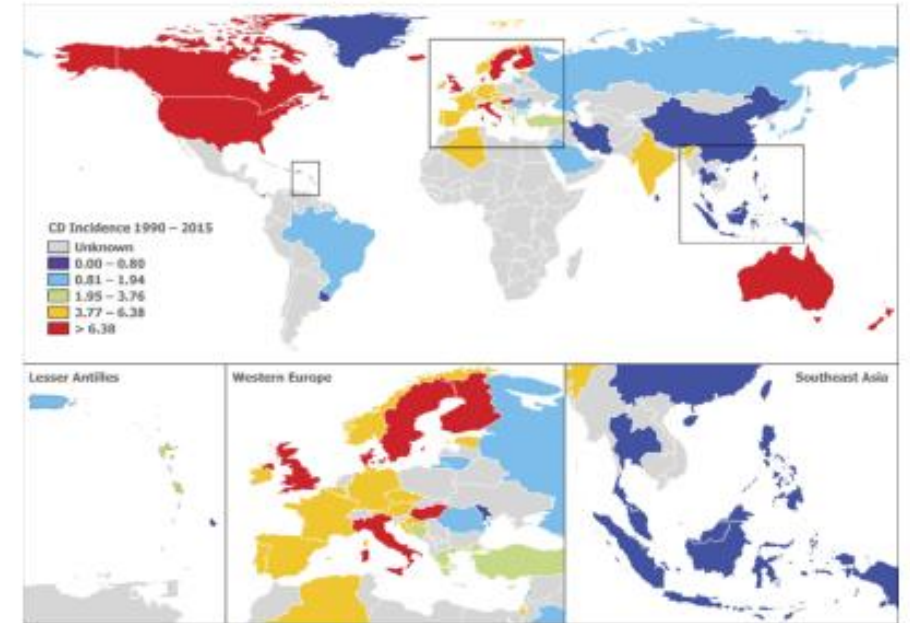 CD Incidence 1990 – 2015
Unknown
0.00 – 0.80
0.81 – 1.94
1.95 – 3.76
3.77 – 6.38
> 6.38
Lesser Antilles
Western Europe
Southeast Asia